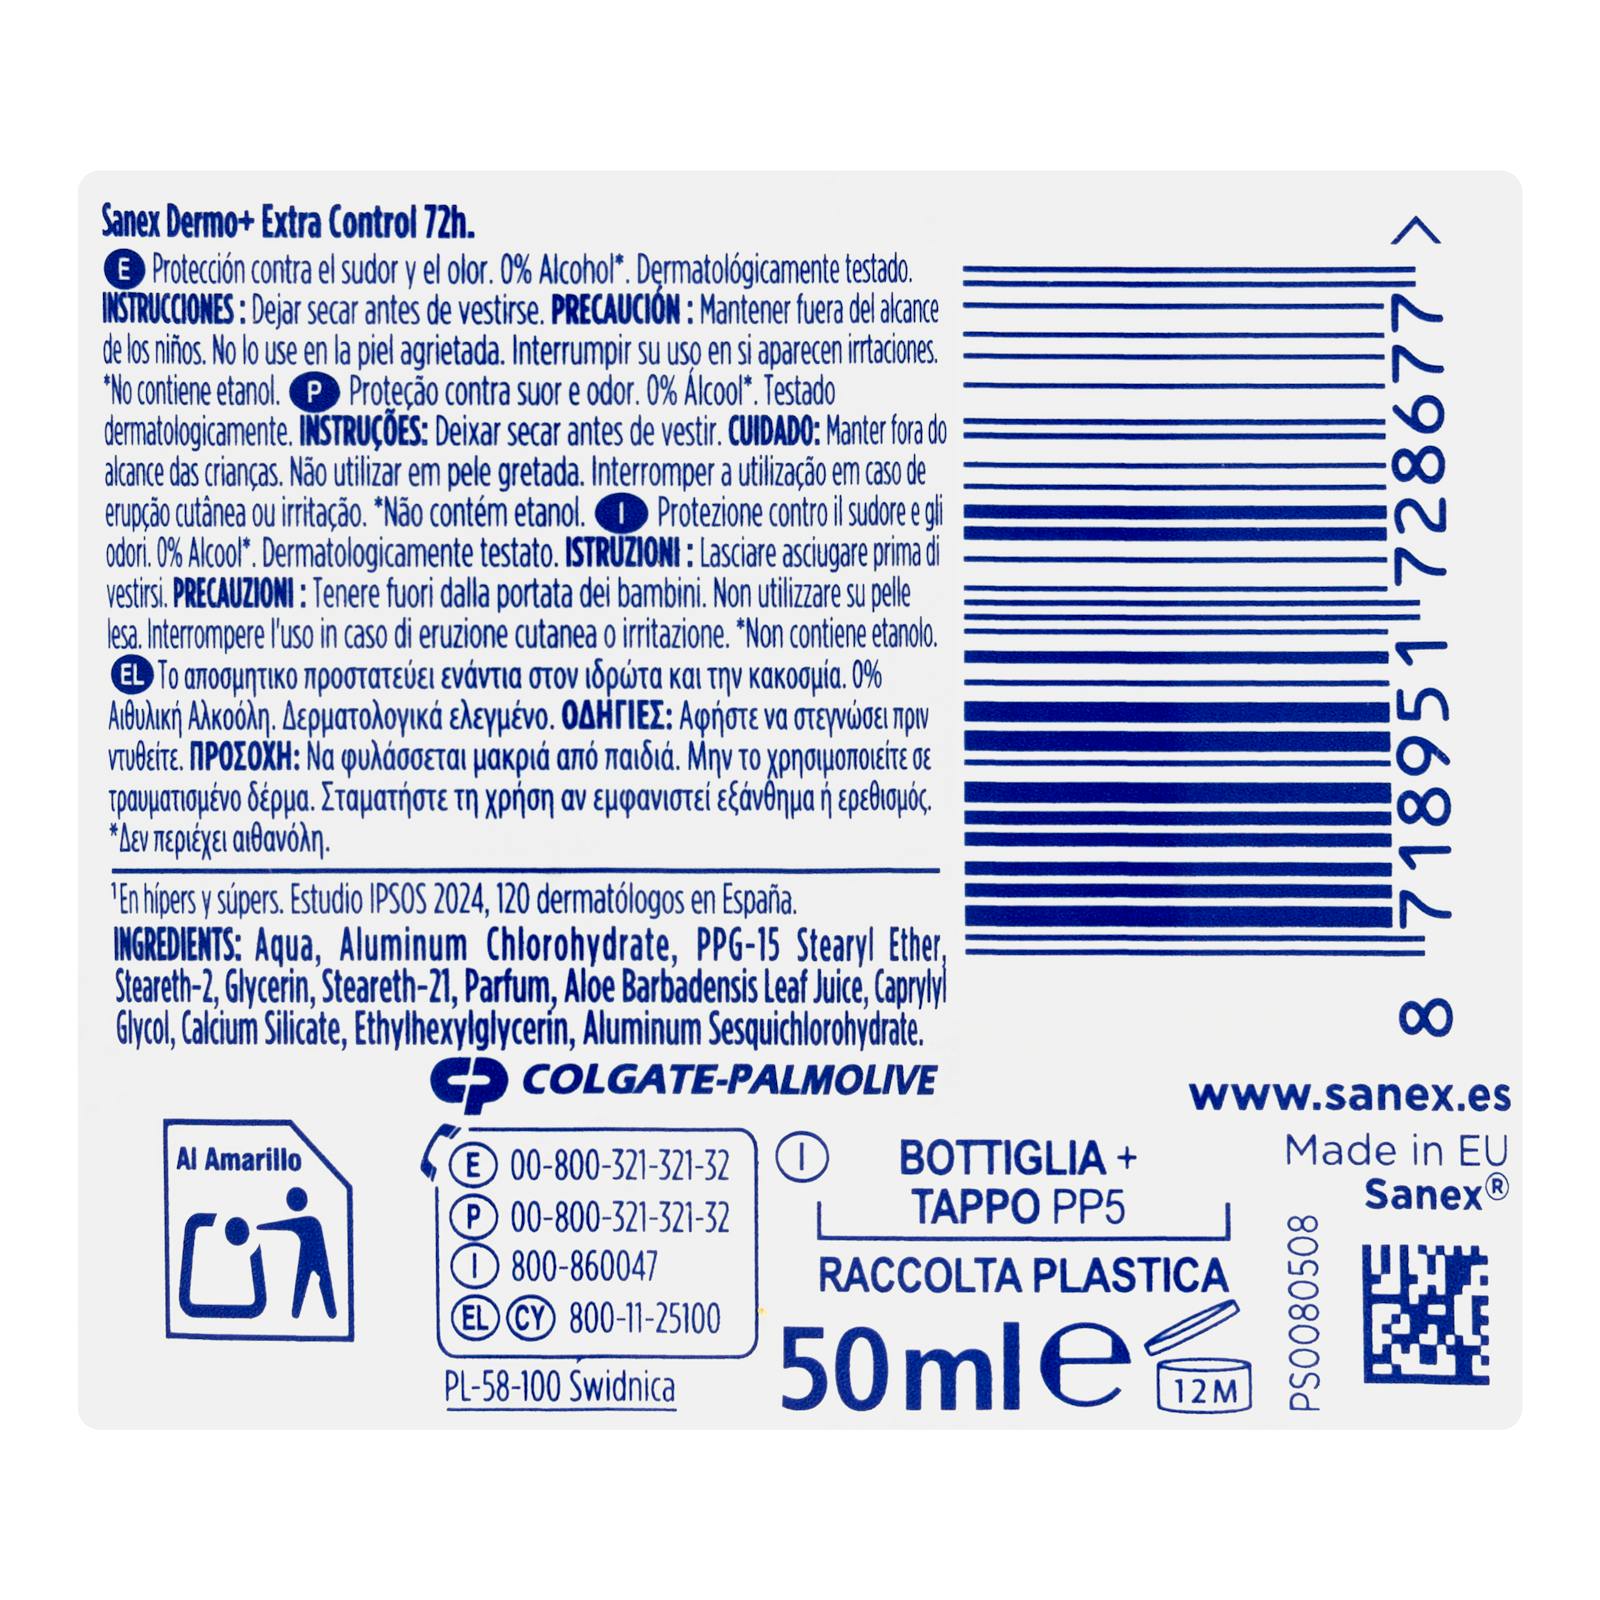 Sanex Dermo+ Extra Control 72h.
E Protección contra el sudor y el olor. 0% Alcohol*. Dermatológicamente testado.
INSTRUCCIONES : Dejar secar antes de vestirse. PRECAUCIÓN : Mantener fuera del alcance
de los niños. No lo use en la piel agrietada. Interrumpir su uso en si aparecen irrtaciones.
*No contiene etanol. P Proteção contra suor e odor. 0% Álcool*. Testado
dermatologicamente. INSTRUÇÕES: Deixar secar antes de vestir. CUIDADO: Manter fora do
alcance das crianças. Não utilizar em pele gretada. Interromper a utilização em caso de
erupção cutânea ou irritação. *Não contém etanol. I Protezione contro il sudore e gli
odori. 0% Alcool*. Dermatologicamente testato. ISTRUZIONI : Lasciare asciugare prima di
vestirsi. PRECAUZIONI : Tenere fuori dalla portata dei bambini. Non utilizzare su pelle
lesa. Interrompere l'uso in caso di eruzione cutanea o irritazione. *Non contiene etanolo.
EL Το αποσμητικο προστατεύει ενάντια στον ιδρώτα και την κακοσμία. 0%
Αιθυλική Αλκοόλη. Δερματολογικά ελεγμένο. ΟΔΗΓΙΕΣ: Αφήστε να στεγνώσει πριν
ντυθείτε. ΠΡΟΣΟΧΗ: Να φυλάσσεται μακριά από παιδιά. Μην το χρησιμοποιείτε σε
τραυματισμένο δέρμα. Σταματήστε τη χρήση αν εμφανιστεί εξάνθημα ή ερεθισμός.
*Δεν περιέχει αιθανόλη.
¹En hípers y súpers. Estudio IPSOS 2024, 120 dermatólogos en España.
INGREDIENTS: Aqua, Aluminum Chlorohydrate, PPG-15 Stearyl Ether,
Steareth-2, Glycerin, Steareth-21, Parfum, Aloe Barbadensis Leaf Juice, Caprylyl
Glycol, Calcium Silicate, Ethylhexylglycerin, Aluminum Sesquichlorohydrate.
CP COLGATE-PALMOLIVE
Al Amarillo
E 00-800-321-321-32
P 00-800-321-321-32
I 800-860047
EL CY 800-11-25100
PL-58-100 Świdnica
I BOTTIGLIA +
TAPPO PP5
RACCOLTA PLASTICA
50 ml e
12M
8 718951 728677 >
www.sanex.es
Made in EU
Sanex®
PS0080508